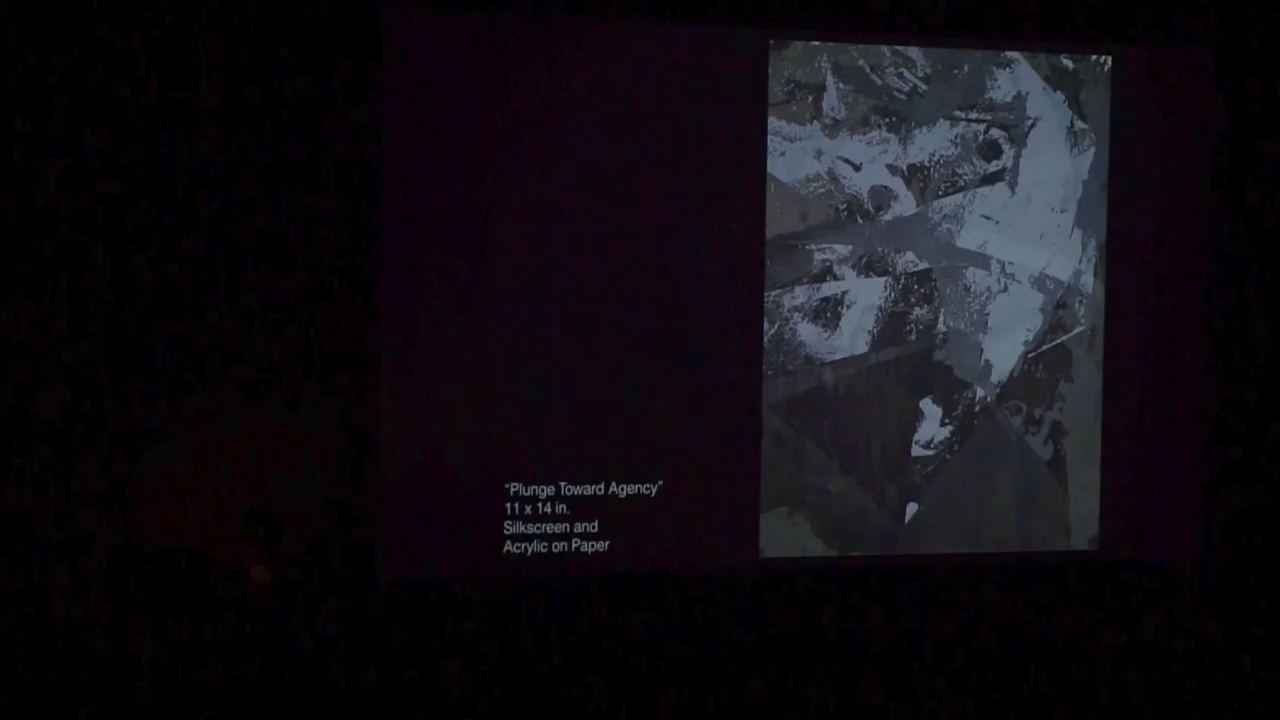 “Plunge Toward Agency”
11 x 14 in.
Silkscreen and
Acrylic on Paper